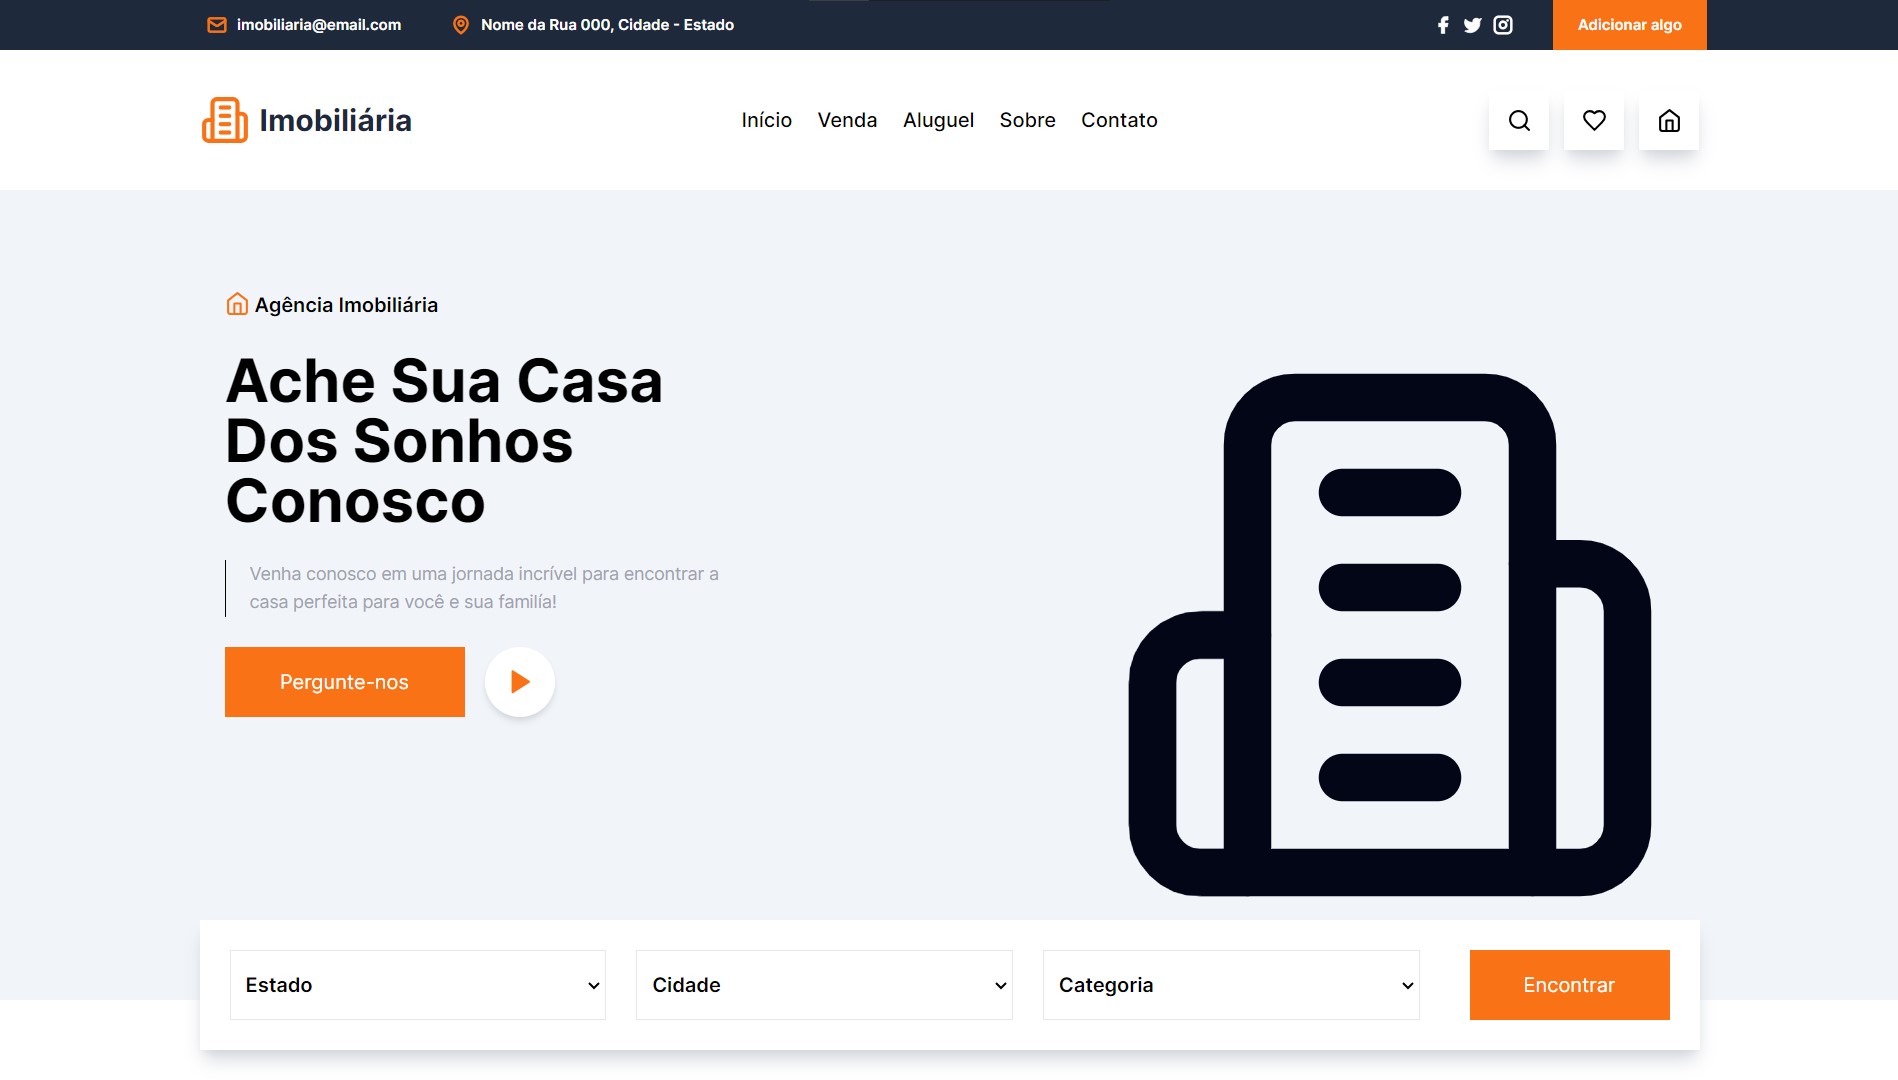 imobiliaria@email.com
Nome da Rua 000, Cidade - Estado
Adicionar algo
Imobiliária
Início
Venda
Aluguel
Sobre
Contato
Agência Imobiliária
Ache Sua Casa
Dos Sonhos
Conosco
Venha conosco em uma jornada incrível para encontrar a
casa perfeita para você e sua familía!
Pergunte-nos
Estado
Cidade
Categoria
Encontrar